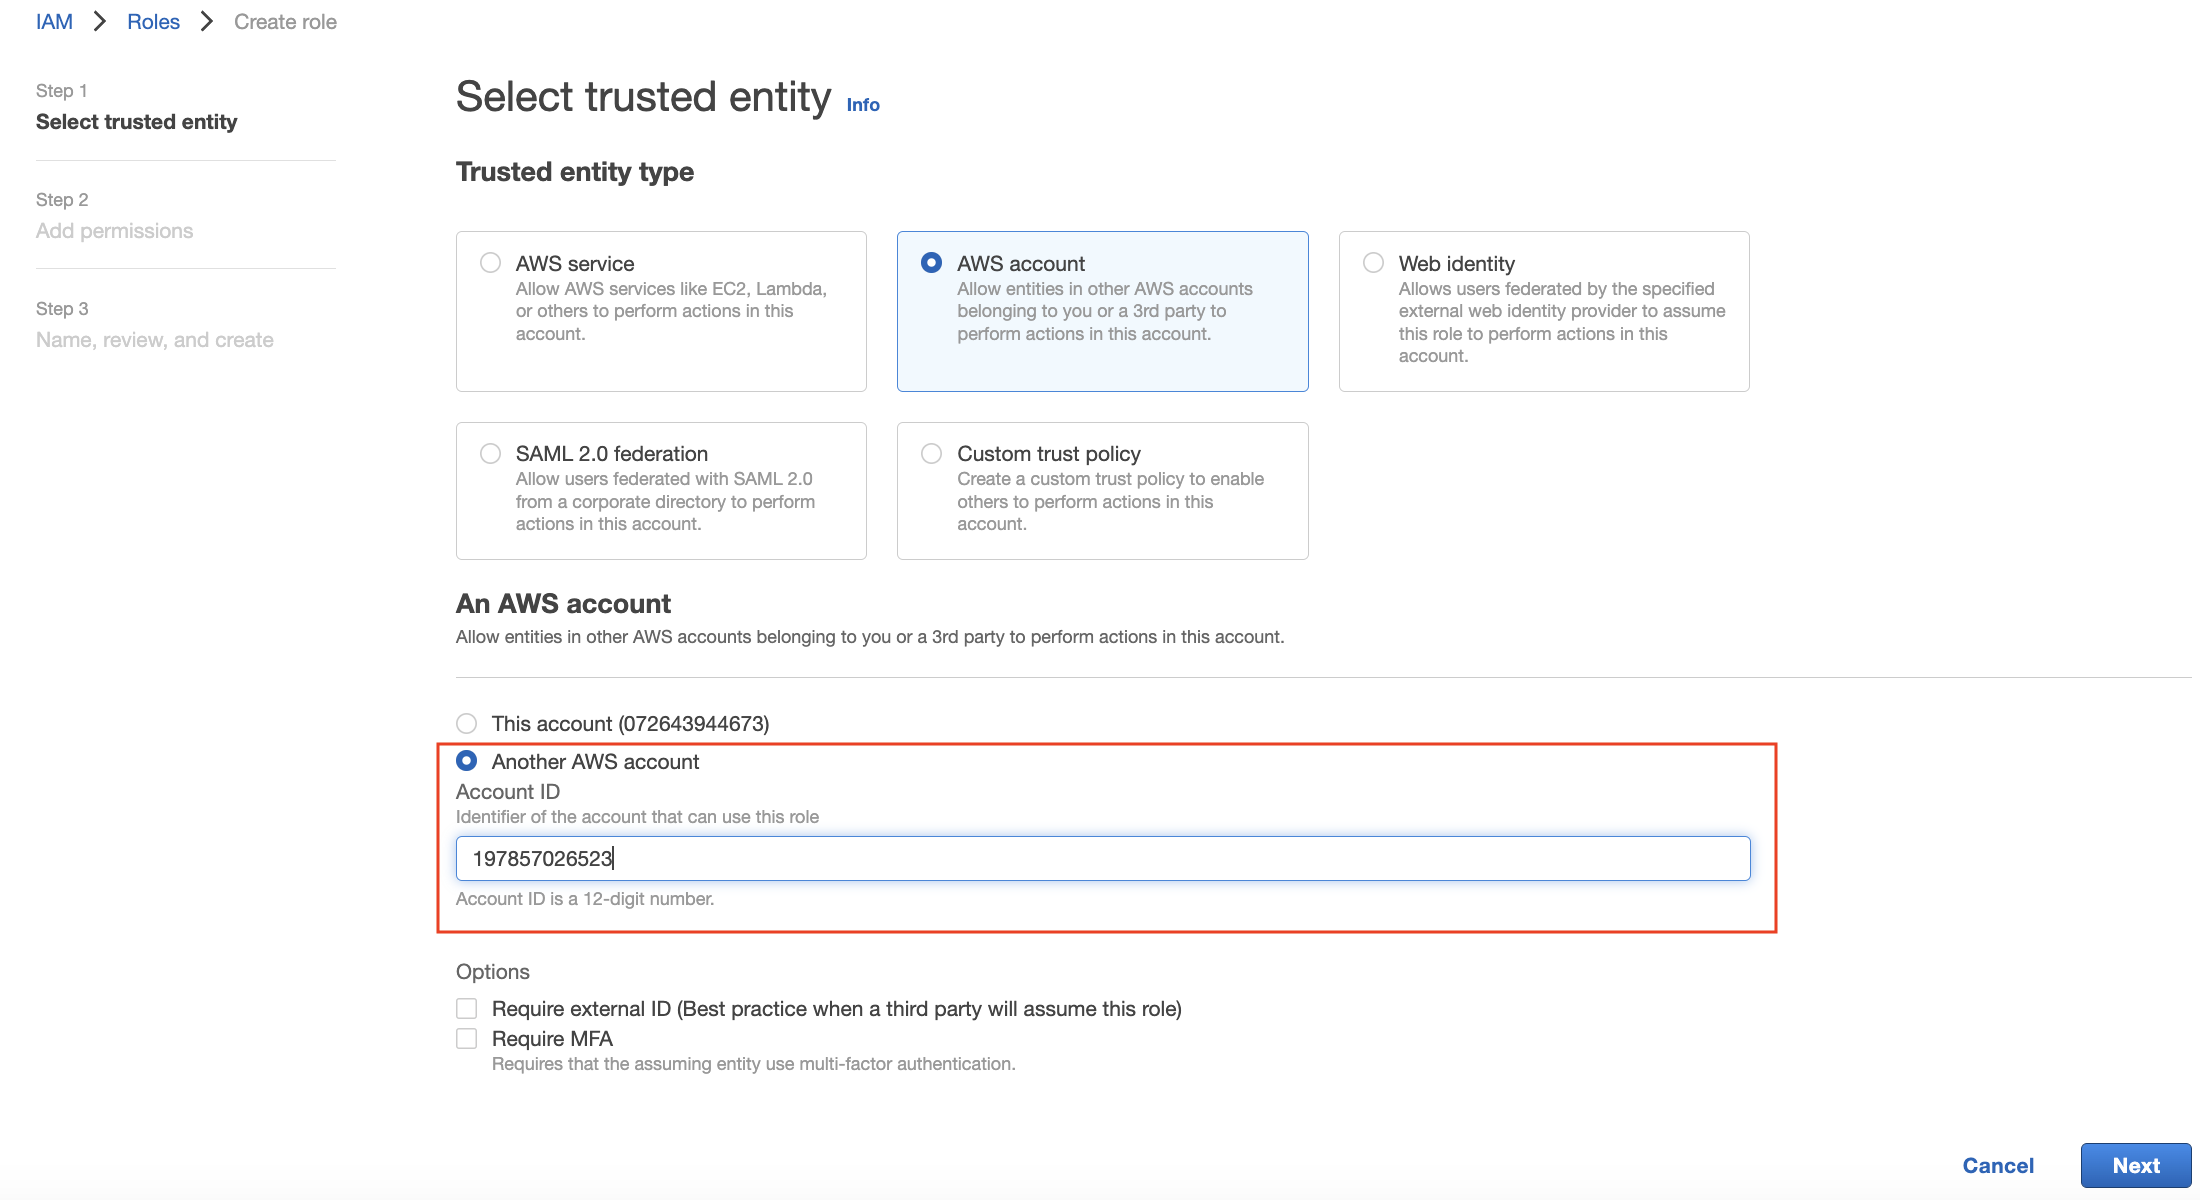 IAM > Roles > Create role
Step 1
Select trusted entity
Step 2
Add permissions
Step 3
Name, review, and create
Select trusted entity Info
Trusted entity type
AWS service
Allow AWS services like EC2, Lambda,
or others to perform actions in this
account.
AWS account
Allow entities in other AWS accounts
belonging to you or a 3rd party to
perform actions in this account.
Web identity
Allows users federated by the specified
external web identity provider to assume
this role to perform actions in this
account.
SAML 2.0 federation
Allow users federated with SAML 2.0
from a corporate directory to perform
actions in this account.
Custom trust policy
Create a custom trust policy to enable
others to perform actions in this
account.
An AWS account
Allow entities in other AWS accounts belonging to you or a 3rd party to perform actions in this account.
This account (072643944673)
Another AWS account
Account ID
Identifier of the account that can use this role
197857026523
Account ID is a 12-digit number.
Options
Require external ID (Best practice when a third party will assume this role)
Require MFA
Requires that the assuming entity use multi-factor authentication.
Cancel
Next